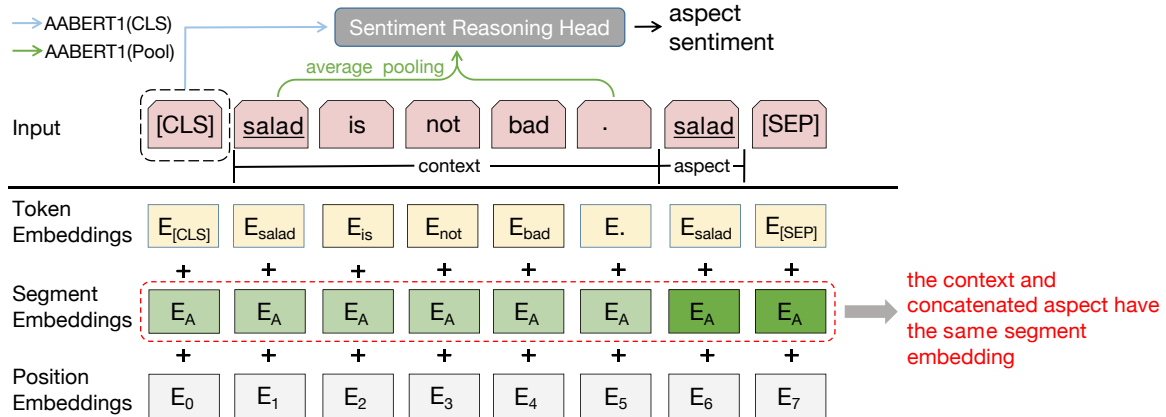 AABERT1(CLS)
AABERT1(Pool)
Sentiment Reasoning Head
aspect
sentiment
average pooling
Input
[CLS] salad is not bad . salad [SEP]
context aspect
Token
Embeddings
E[CLS] Esalad Eis Enot Ebad E. Esalad E[SEP]
+ + + + + + + +
Segment
Embeddings
EA EA EA EA EA EA EA EA
the context and
concatenated aspect have
the same segment
embedding
+ + + + + + + +
Position
Embeddings
E0 E1 E2 E3 E4 E5 E6 E7